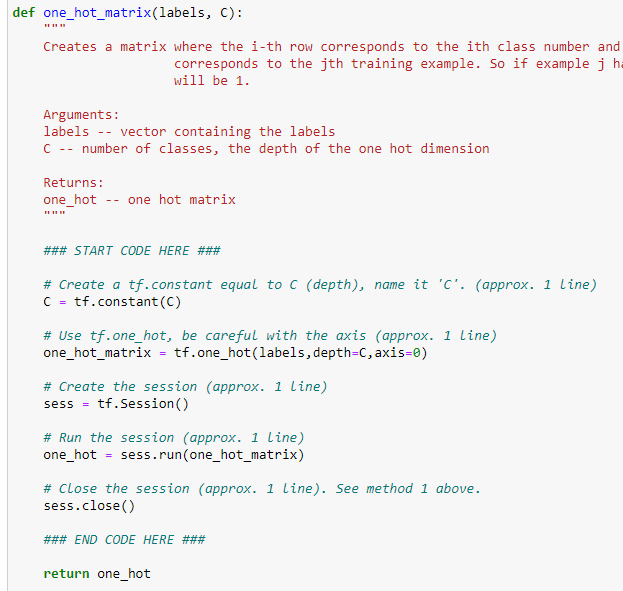 def one_hot_matrix(labels, C):
    """
    Creates a matrix where the i-th row corresponds to the ith class number and
                     corresponds to the jth training example. So if example j
                     will be 1.

    Arguments:
    labels -- vector containing the labels
    C -- number of classes, the depth of the one hot dimension

    Returns:
    one_hot -- one hot matrix
    """

    ### START CODE HERE ###

    # Create a tf.constant equal to C (depth), name it 'C'. (approx. 1 line)
    C = tf.constant(C)

    # Use tf.one_hot, be careful with the axis (approx. 1 line)
    one_hot_matrix = tf.one_hot(labels,depth=C,axis=0)

    # Create the session (approx. 1 line)
    sess = tf.Session()

    # Run the session (approx. 1 line)
    one_hot = sess.run(one_hot_matrix)

    # Close the session (approx. 1 line). See method 1 above.
    sess.close()

    ### END CODE HERE ###

    return one_hot